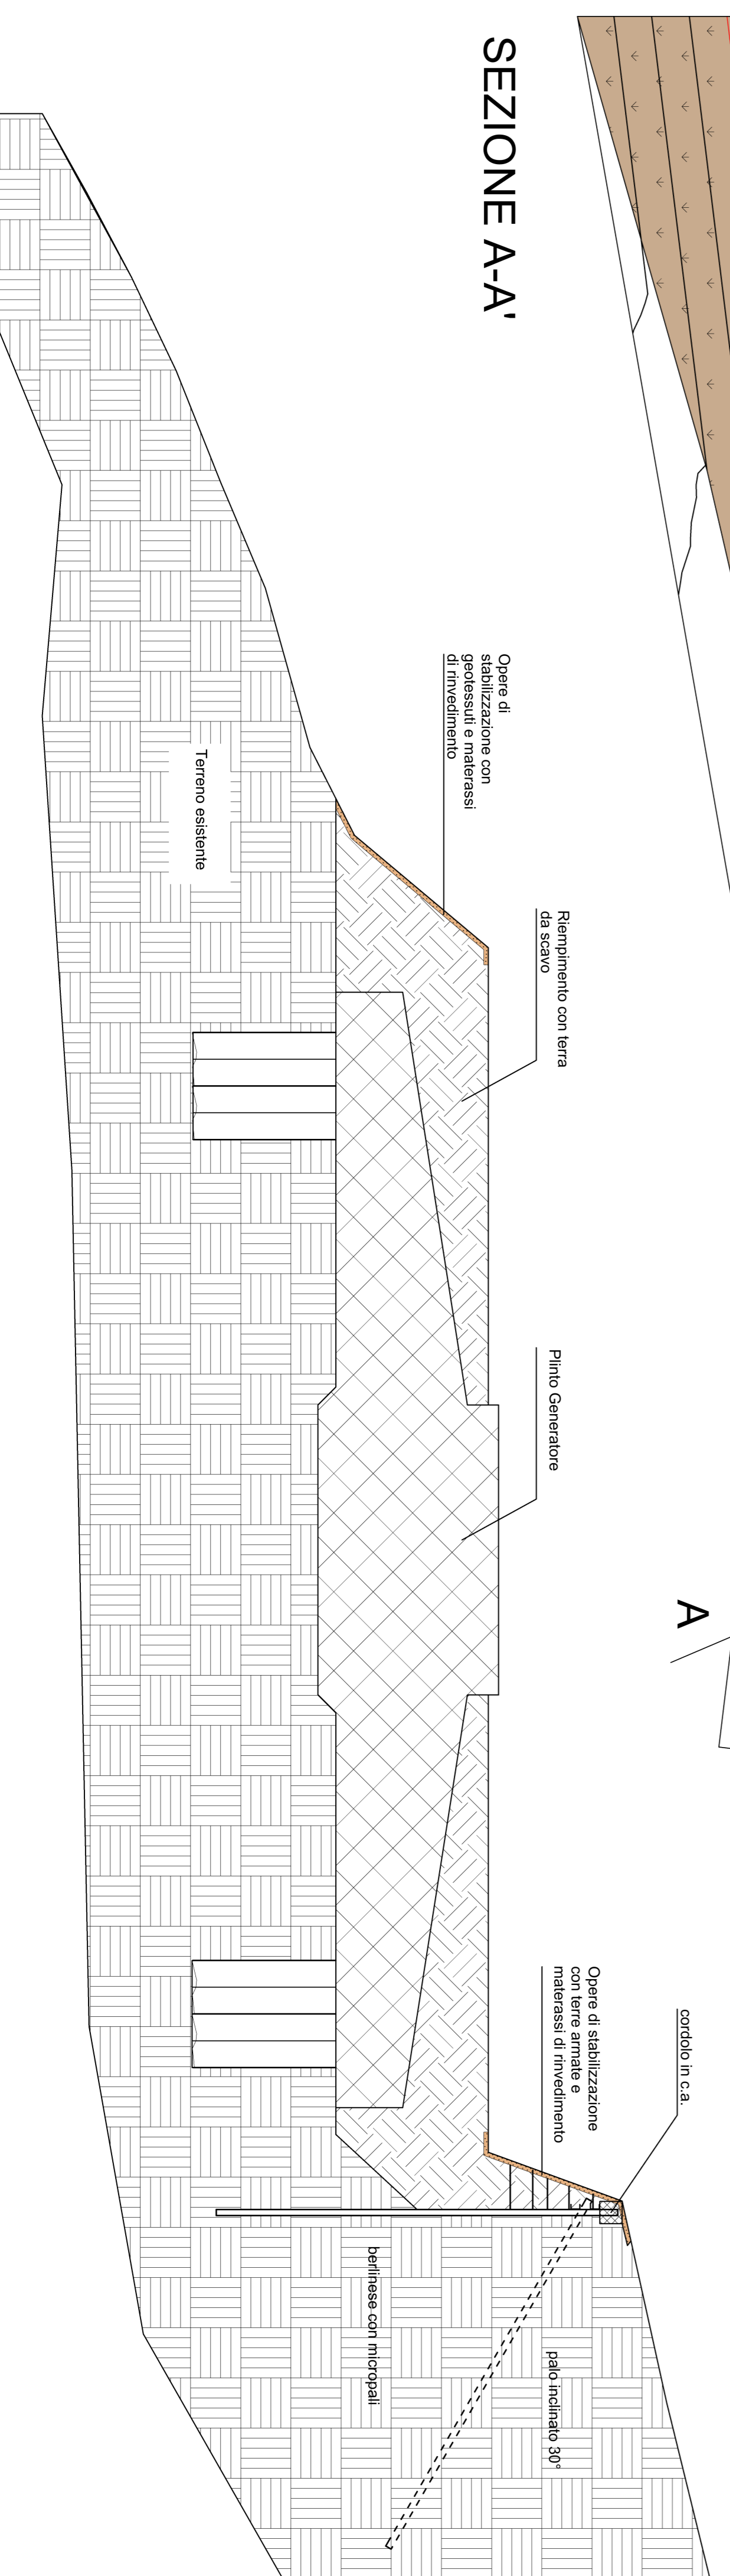 SEZIONE A-A'
Opere di
stabilizzazione con
geotessuti e materassi
di rinvedimento
Terreno esistente
Riempimento con terra
da scavo
Plinto Generatore
A
cordolo in c.a.
Opere di stabilizzazione
con terre armate e
materassi di rinvedimento
berlinese con micropali
palo inclinato 30°